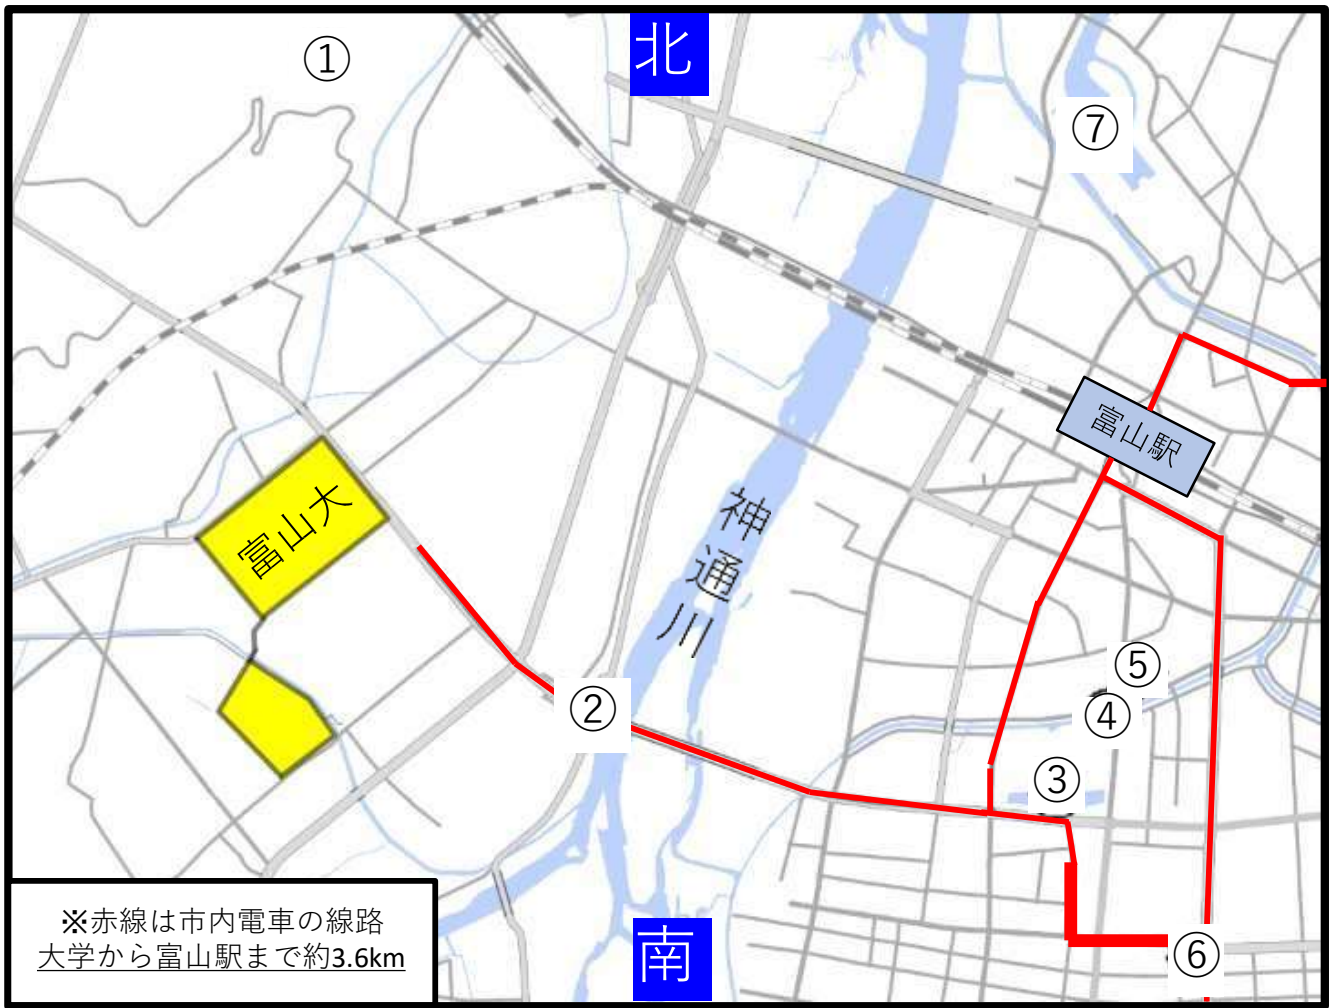 北
①
⑦
富山駅
富山大
神通川
⑤
②
④
③
※赤線は市内電車の線路
大学から富山駅まで約3.6km
南
⑥